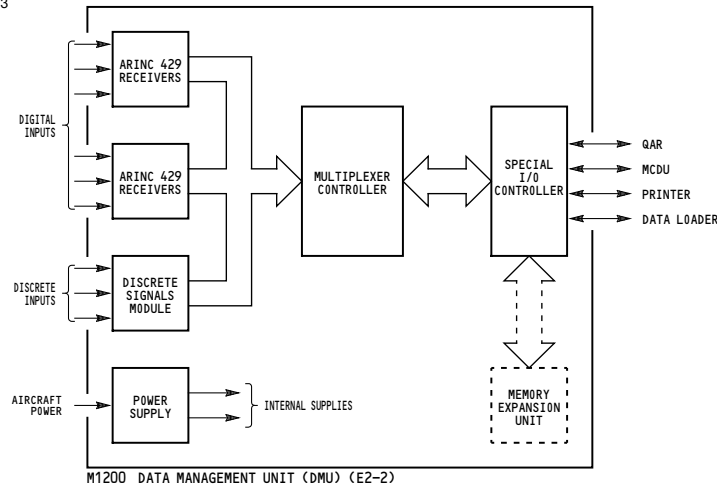 3
ARINC 429
RECEIVERS
DIGITAL
INPUTS
ARINC 429
RECEIVERS
MULTIPLEXER
CONTROLLER
SPECIAL
I/O
CONTROLLER
QAR
MCDU
PRINTER
DATA LOADER
DISCRETE
INPUTS
DISCRETE
SIGNALS
MODULE
AIRCRAFT
POWER
POWER
SUPPLY
INTERNAL SUPPLIES
MEMORY
EXPANSION
UNIT
M1200 DATA MANAGEMENT UNIT (DMU) (E2-2)